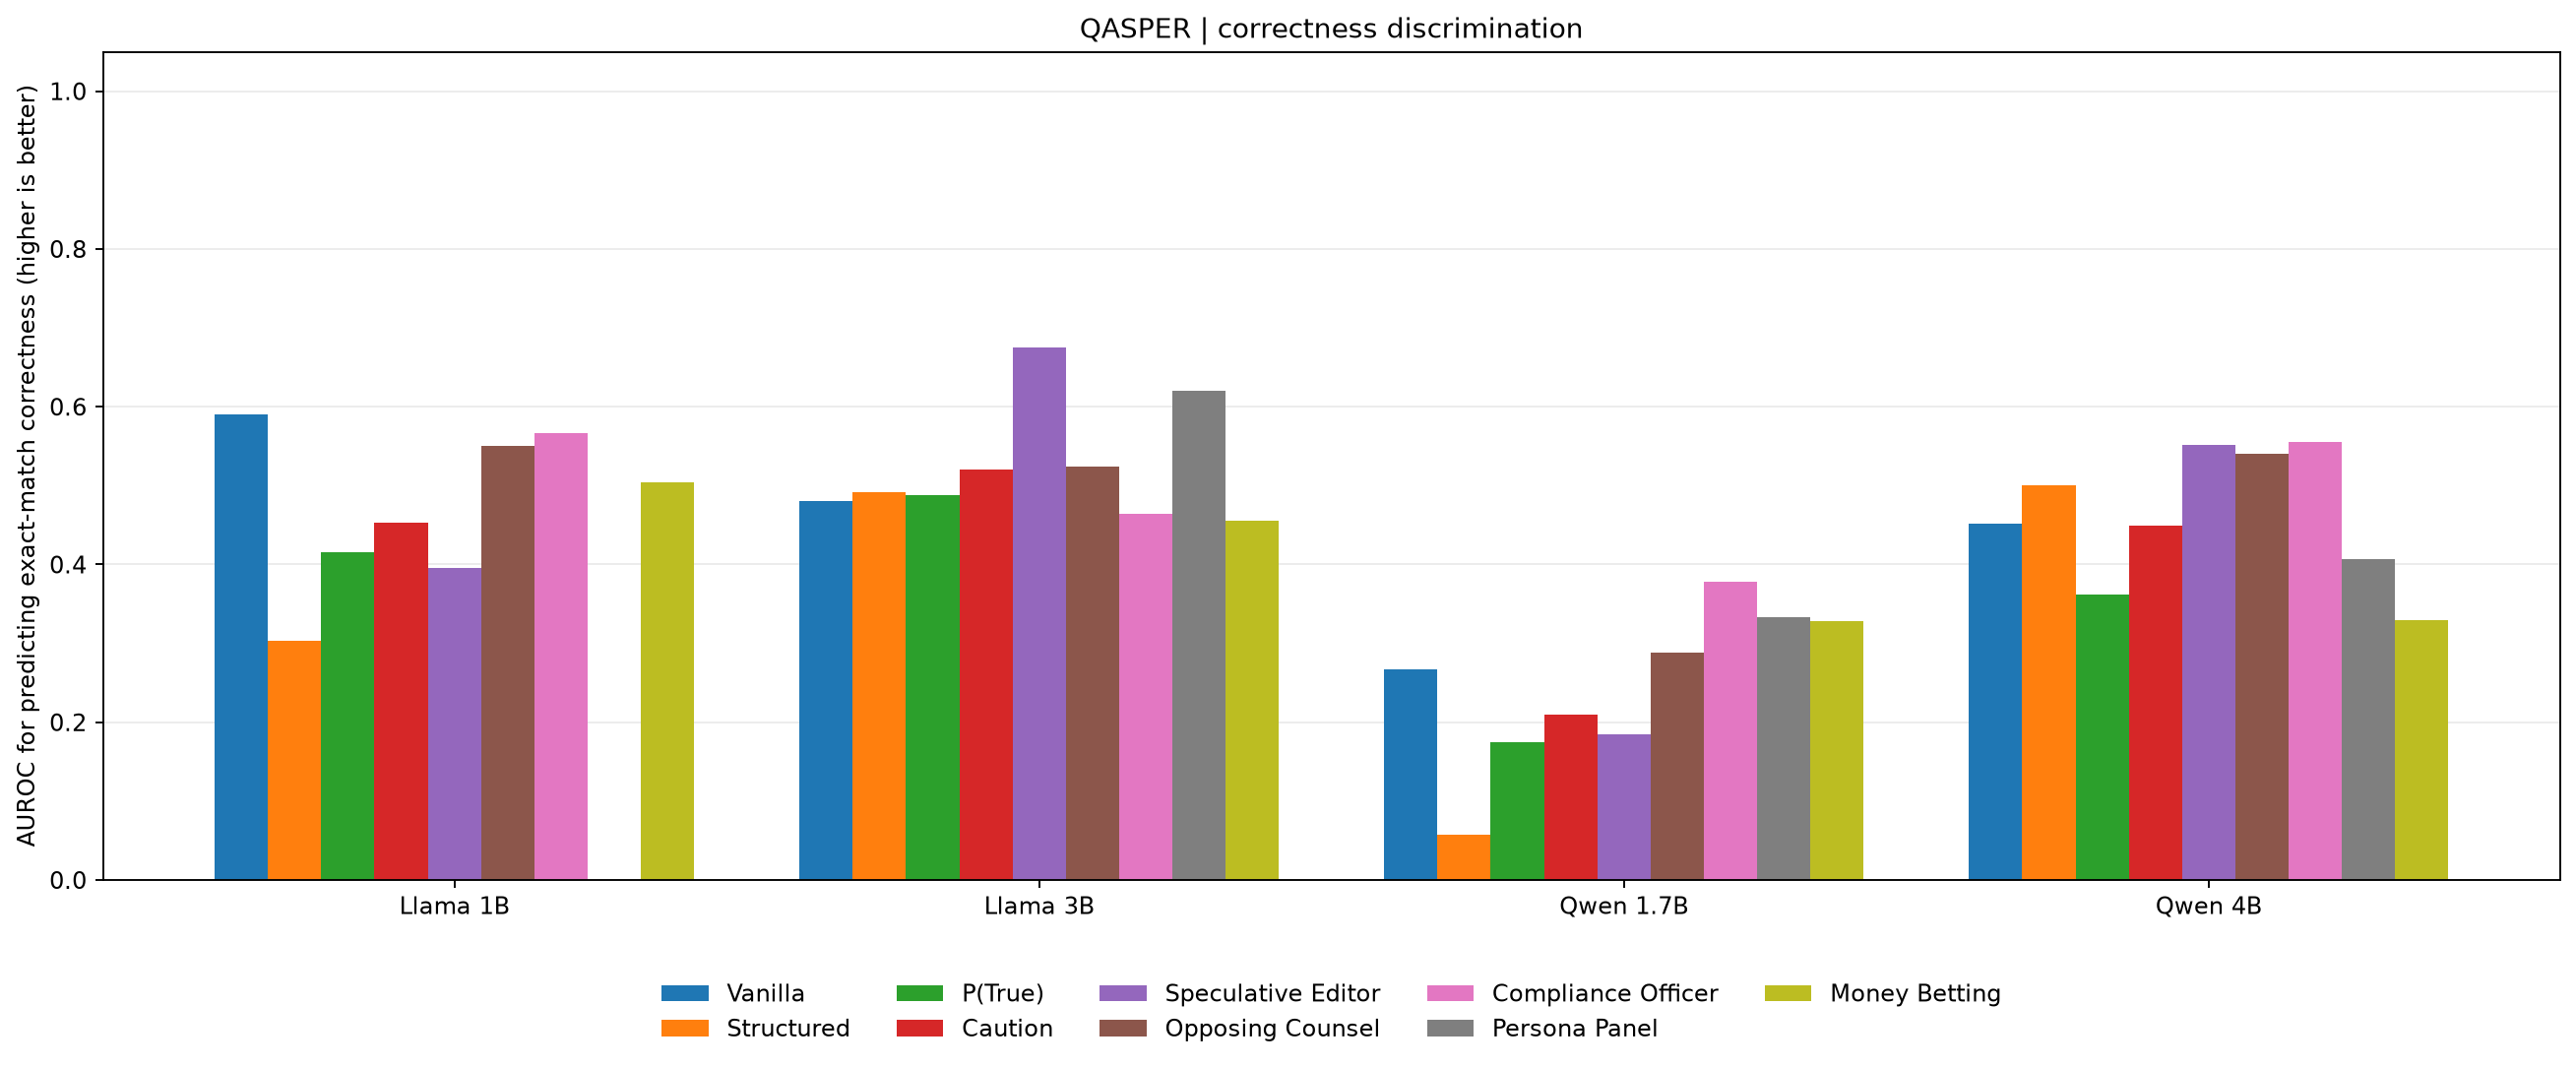 QASPER | correctness discrimination
AUROC for predicting exact-match correctness (higher is better)
1.0
0.8
0.6
0.4
0.2
0.0
Llama 1B
Llama 3B
Qwen 1.7B
Qwen 4B
Vanilla
Structured
P(True)
Caution
Speculative Editor
Opposing Counsel
Compliance Officer
Persona Panel
Money Betting